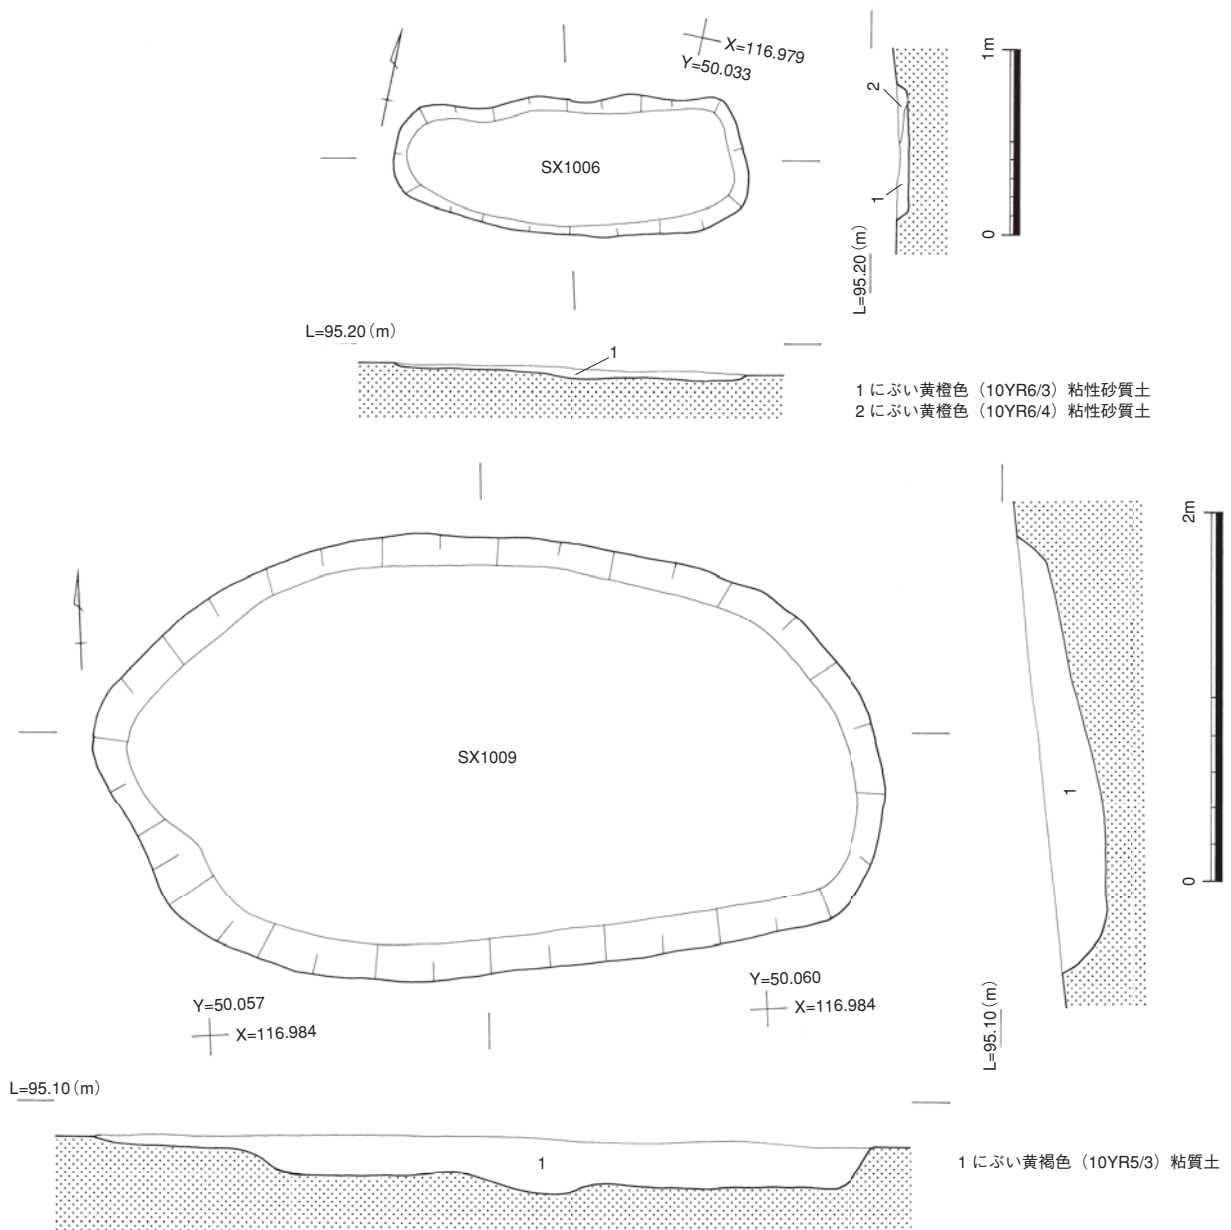 X=116.979
Y=50.033
SX1006
2
1
L=95.20(m)
1m
0
L=95.20(m)
1
1 にぶい黄橙色（10YR6/3）粘性砂質土
2 にぶい黄橙色（10YR6/4）粘性砂質土
SX1009
1
2m
0
L=95.10(m)
Y=50.057
X=116.984
Y=50.060
X=116.984
L=95.10(m)
1
1 にぶい黄褐色（10YR5/3）粘質土